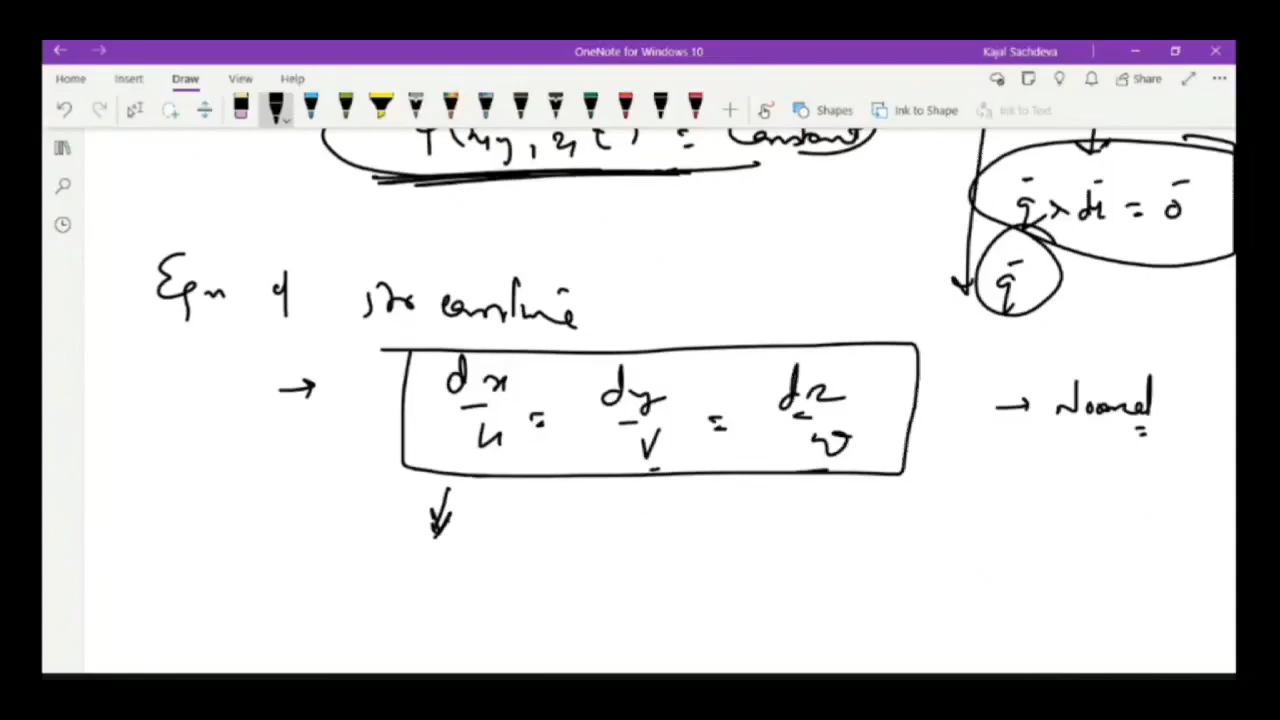 OneNote for Windows 10
Kajal Sachdeva
Home Insert Draw View Help
Share
Shapes Ink to Shape Ink to Text
(x, y, z, t) = Constant
q̄ × dr̄ = ō
q̄
Eqn of streamline
→ dx/u = dy/v = dz/w → Normal